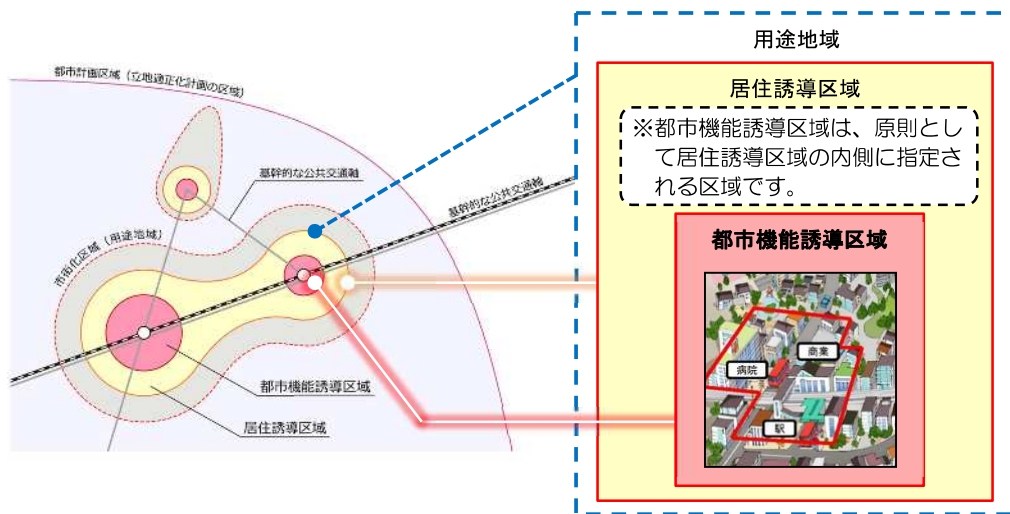 都市計画区域（立地適正化計画の区域）
基幹的な公共交通軸
基幹的な公共交通軸
市街化区域（用途地域）
都市機能誘導区域
居住誘導区域
用途地域
居住誘導区域
※都市機能誘導区域は、原則とし
て居住誘導区域の内側に指定さ
れる区域です。
都市機能誘導区域
商業
病院
駅